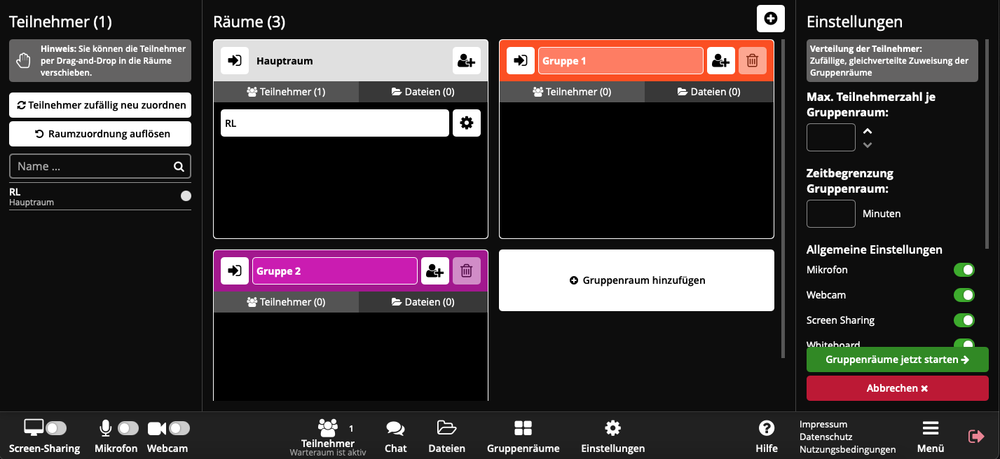 Teilnehmer (1)
Hinweis: Sie können die Teilnehmer
per Drag-and-Drop in die Räume
verschieben.
Teilnehmer zufällig neu zuordnen
Raumzuordnung auflösen
Name ...
RL
Hauptraum
Räume (3)
Hauptraum
Teilnehmer (1)
Dateien (0)
RL
Gruppe 1
Teilnehmer (0)
Dateien (0)
Gruppe 2
Teilnehmer (0)
Dateien (0)
Gruppenraum hinzufügen
Einstellungen
Verteilung der Teilnehmer:
Zufällige, gleichverteilte Zuweisung der
Gruppenräume
Max. Teilnehmerzahl je
Gruppenraum:
Zeitbegrenzung
Gruppenraum:
Minuten
Allgemeine Einstellungen
Mikrofon
Webcam
Screen Sharing
Whiteboard
Gruppenräume jetzt starten
Abbrechen
Screen-Sharing
Mikrofon
Webcam
1
Teilnehmer
Warteraum ist aktiv
Chat
Dateien
Gruppenräume
Einstellungen
Hilfe
Impressum
Datenschutz
Nutzungsbedingungen
Menü